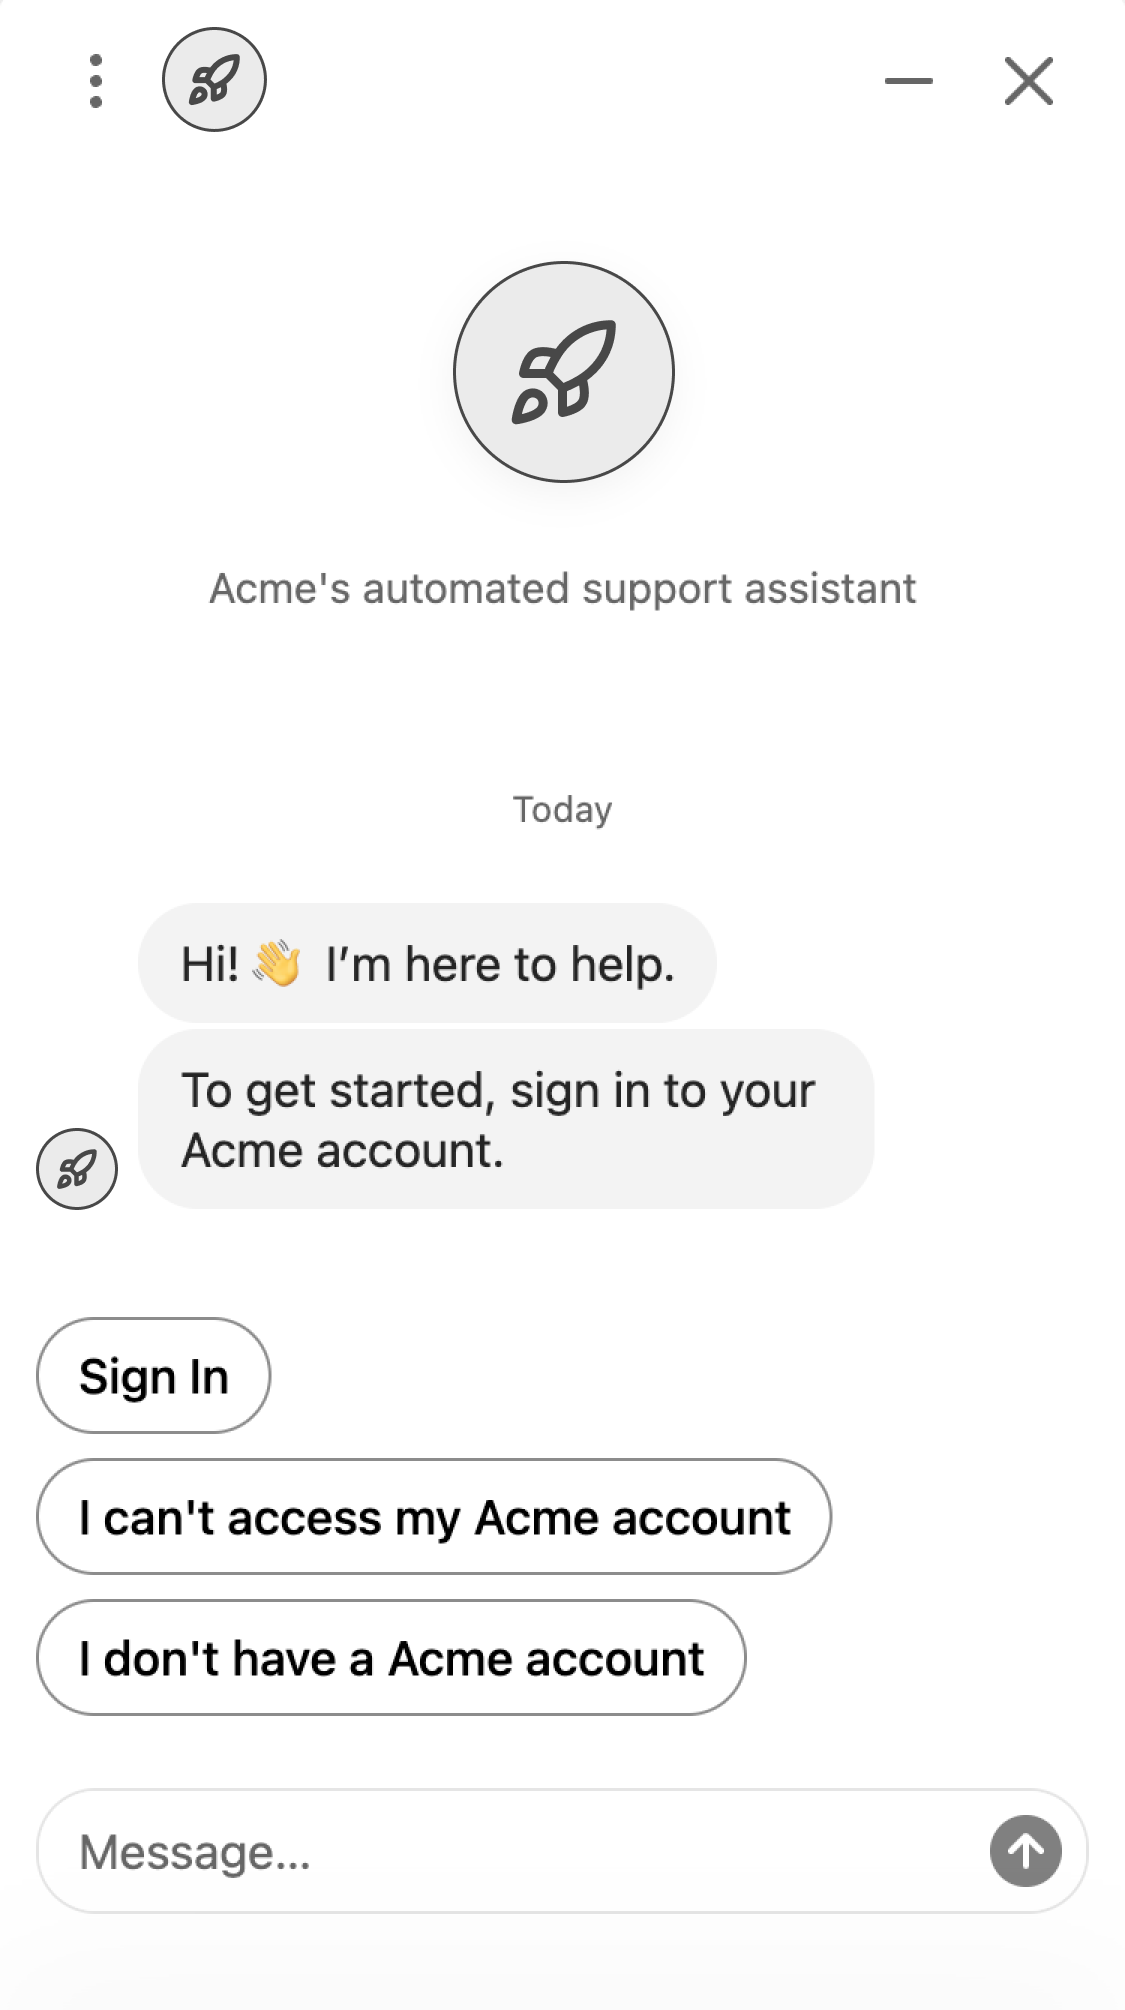 Acme's automated support assistant
Today
Hi! 👋 I’m here to help.
To get started, sign in to your
Acme account.
Sign In
I can't access my Acme account
I don't have a Acme account
Message...